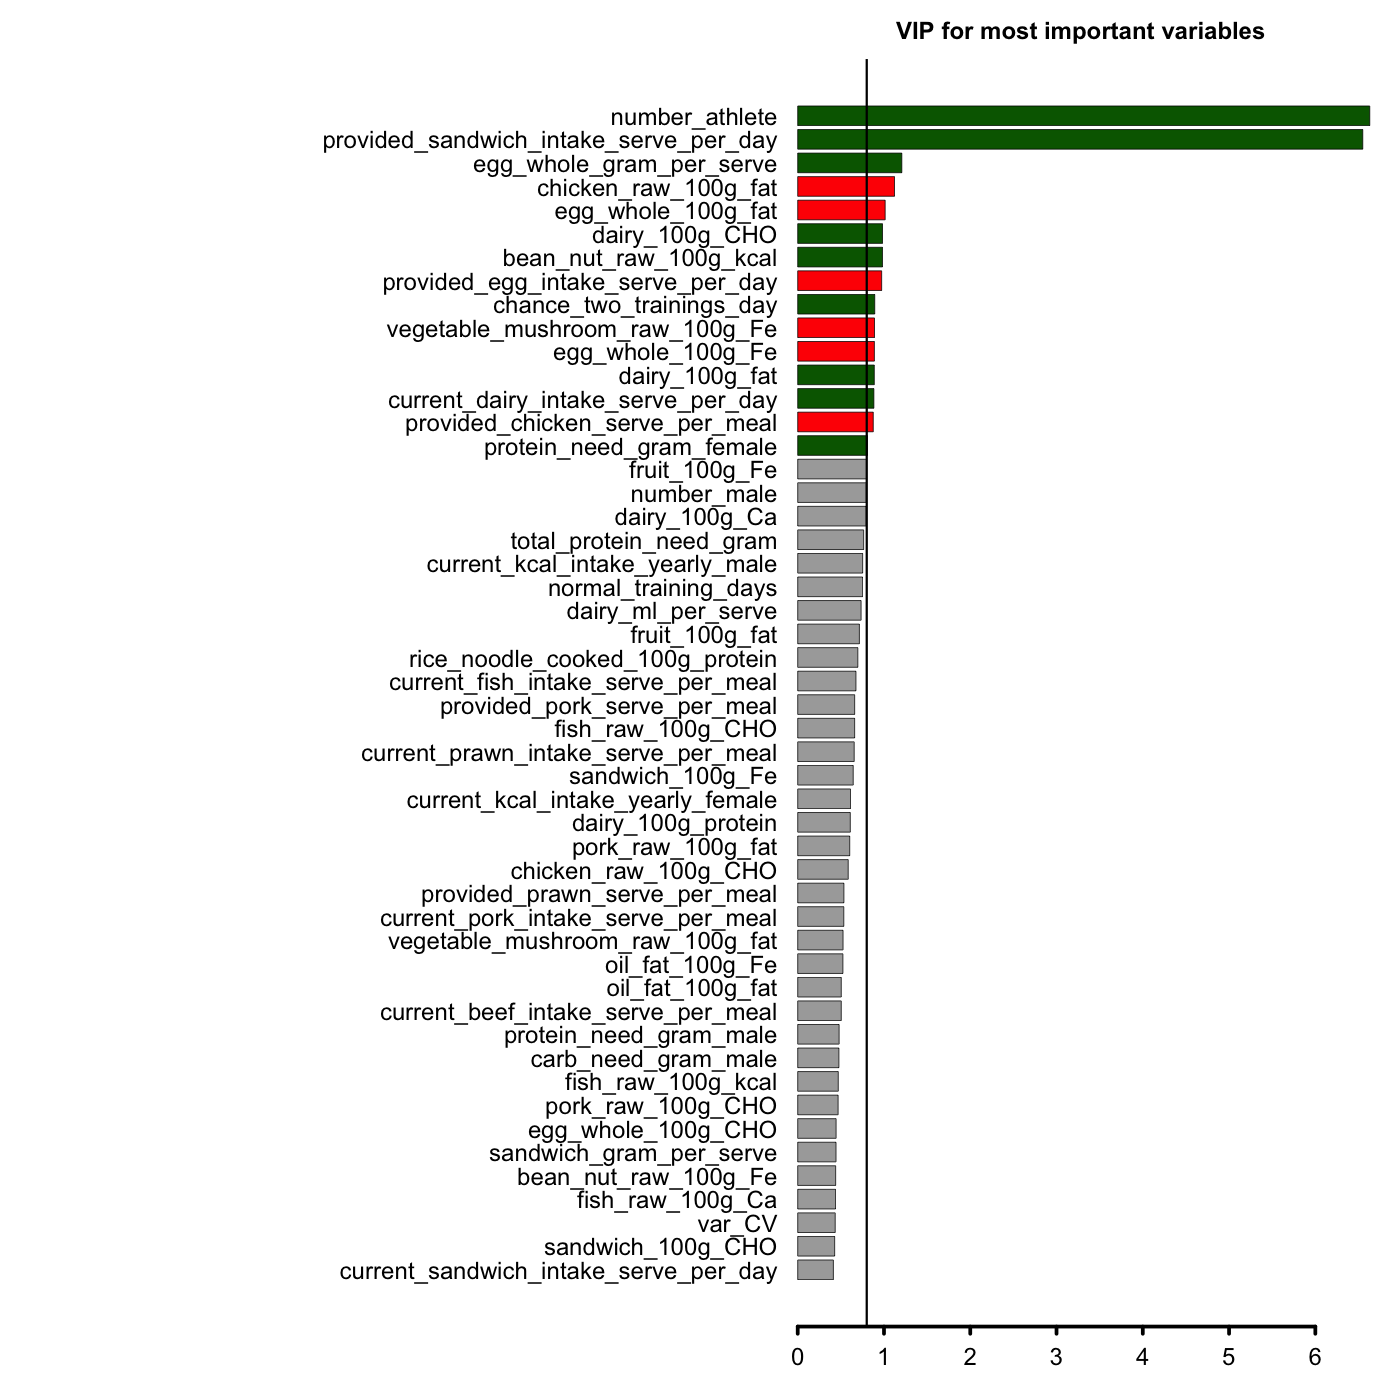 VIP for most important variables
number_athlete
provided_sandwich_intake_serve_per_day
egg_whole_gram_per_serve
chicken_raw_100g_fat
egg_whole_100g_fat
dairy_100g_CHO
bean_nut_raw_100g_kcal
provided_egg_intake_serve_per_day
chance_two_trainings_day
vegetable_mushroom_raw_100g_Fe
egg_whole_100g_Fe
dairy_100g_fat
current_dairy_intake_serve_per_day
provided_chicken_serve_per_meal
protein_need_gram_female
fruit_100g_Fe
number_male
dairy_100g_Ca
total_protein_need_gram
current_kcal_intake_yearly_male
normal_training_days
dairy_ml_per_serve
fruit_100g_fat
rice_noodle_cooked_100g_protein
current_fish_intake_serve_per_meal
provided_pork_serve_per_meal
fish_raw_100g_CHO
current_prawn_intake_serve_per_meal
sandwich_100g_Fe
current_kcal_intake_yearly_female
dairy_100g_protein
pork_raw_100g_fat
chicken_raw_100g_CHO
provided_prawn_serve_per_meal
current_pork_intake_serve_per_meal
vegetable_mushroom_raw_100g_fat
oil_fat_100g_Fe
oil_fat_100g_fat
current_beef_intake_serve_per_meal
protein_need_gram_male
carb_need_gram_male
fish_raw_100g_kcal
pork_raw_100g_CHO
egg_whole_100g_CHO
sandwich_gram_per_serve
bean_nut_raw_100g_Fe
fish_raw_100g_Ca
var_CV
sandwich_100g_CHO
current_sandwich_intake_serve_per_day
0 1 2 3 4 5 6